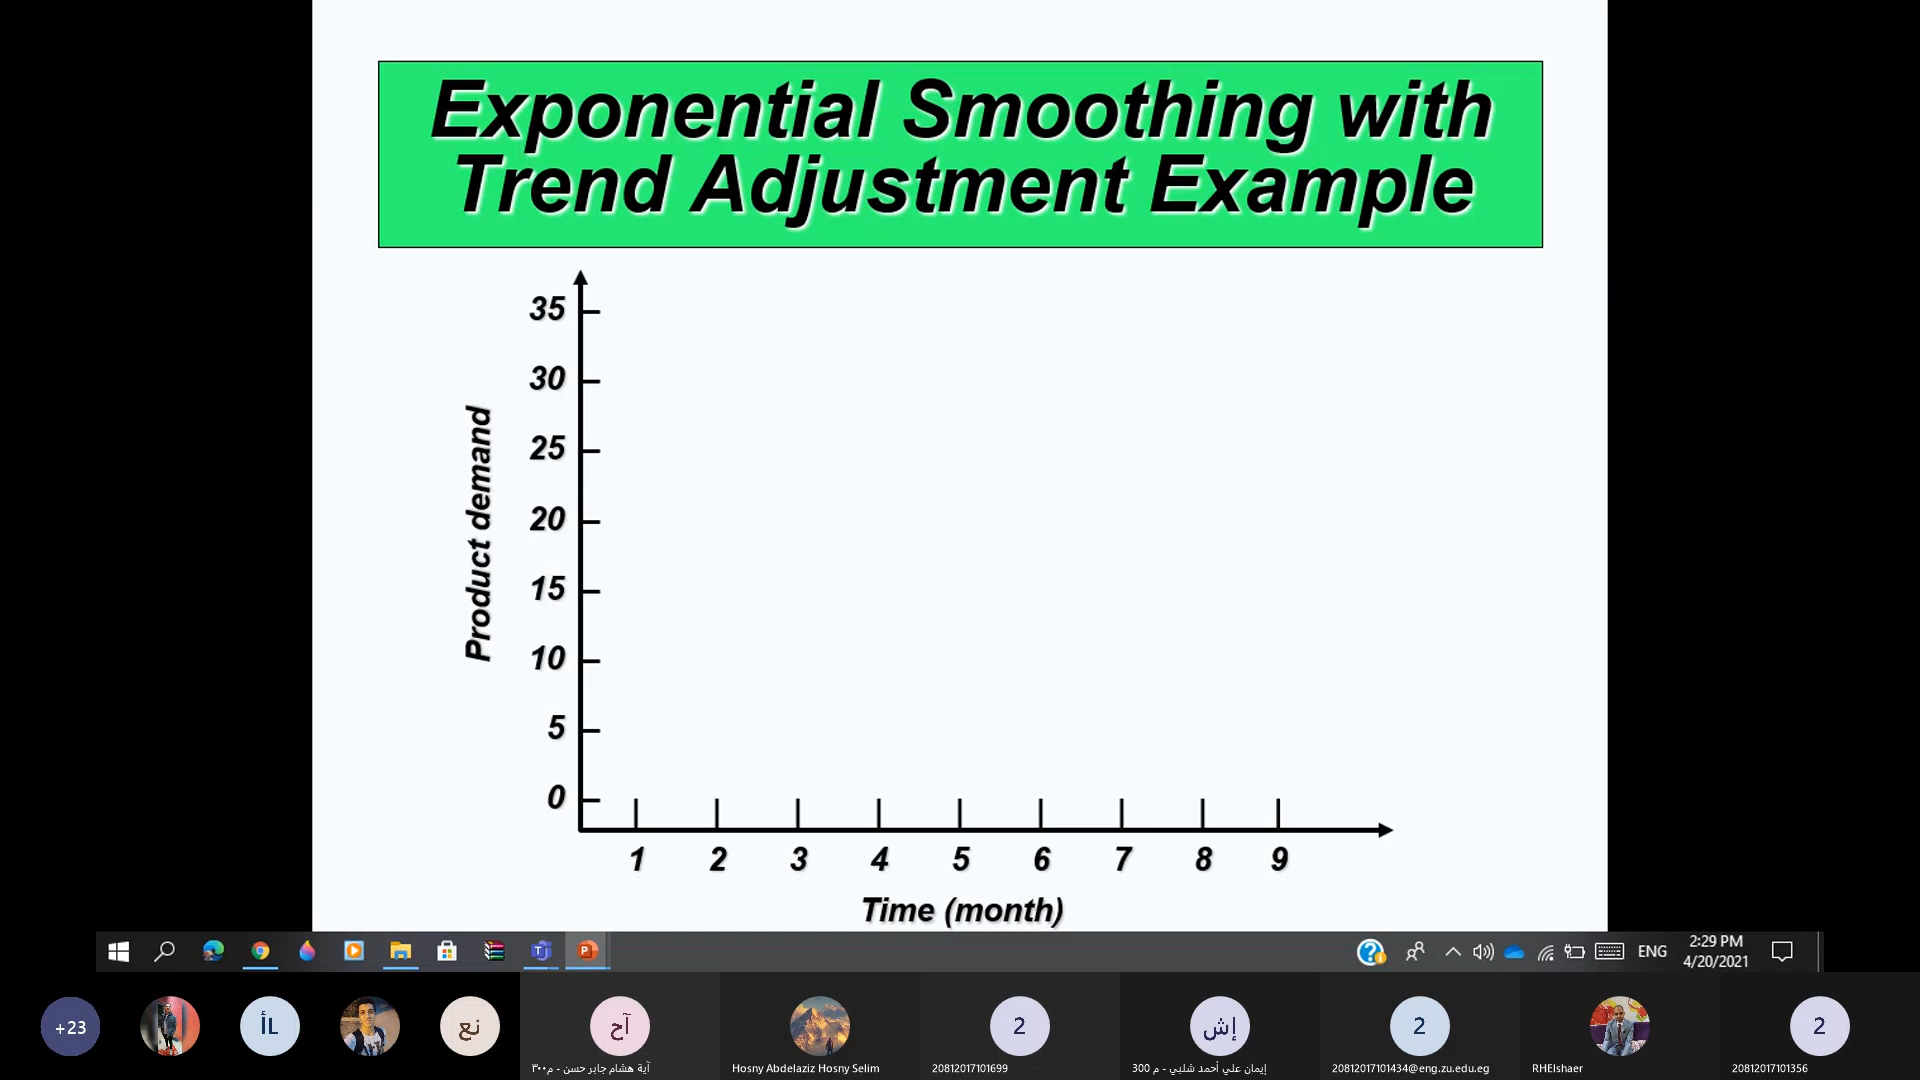 Exponential Smoothing with
Trend Adjustment Example
35
30
25
20
15
10
5
0
Product demand
1 2 3 4 5 6 7 8 9
Time (month)
ENG
2:29 PM
4/20/2021
+23
أل
نع
آح
2
إش
2
2
آية هشام جابر حسن - م٣٠٠
Hosny Abdelaziz Hosny Selim
20812017101699
إيمان علي أحمد شلبي - م 300
20812017101434@eng.zu.edu.eg
RHElshaer
20812017101356